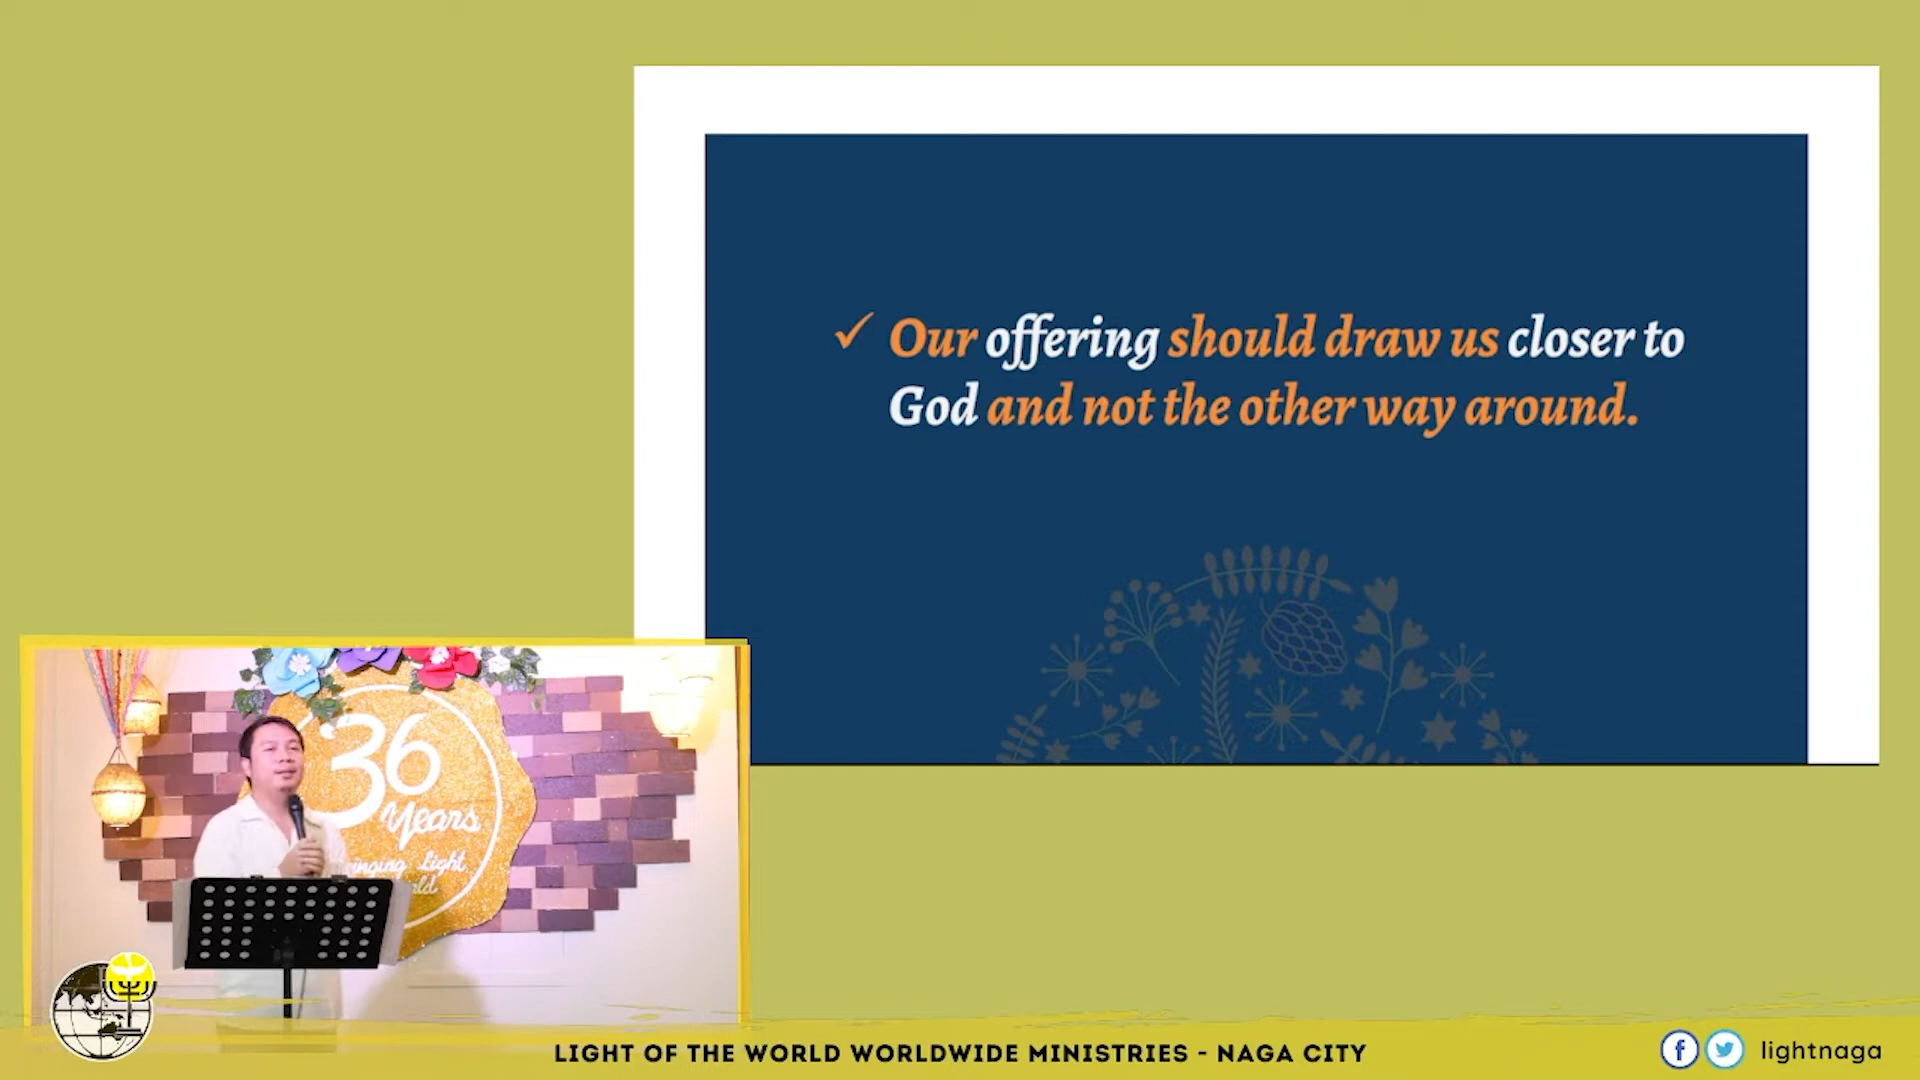 ✓ Our offering should draw us closer to
God and not the other way around.
36
Years
Light
LIGHT OF THE WORLD WORLDWIDE MINISTRIES - NAGA CITY
lightnaga